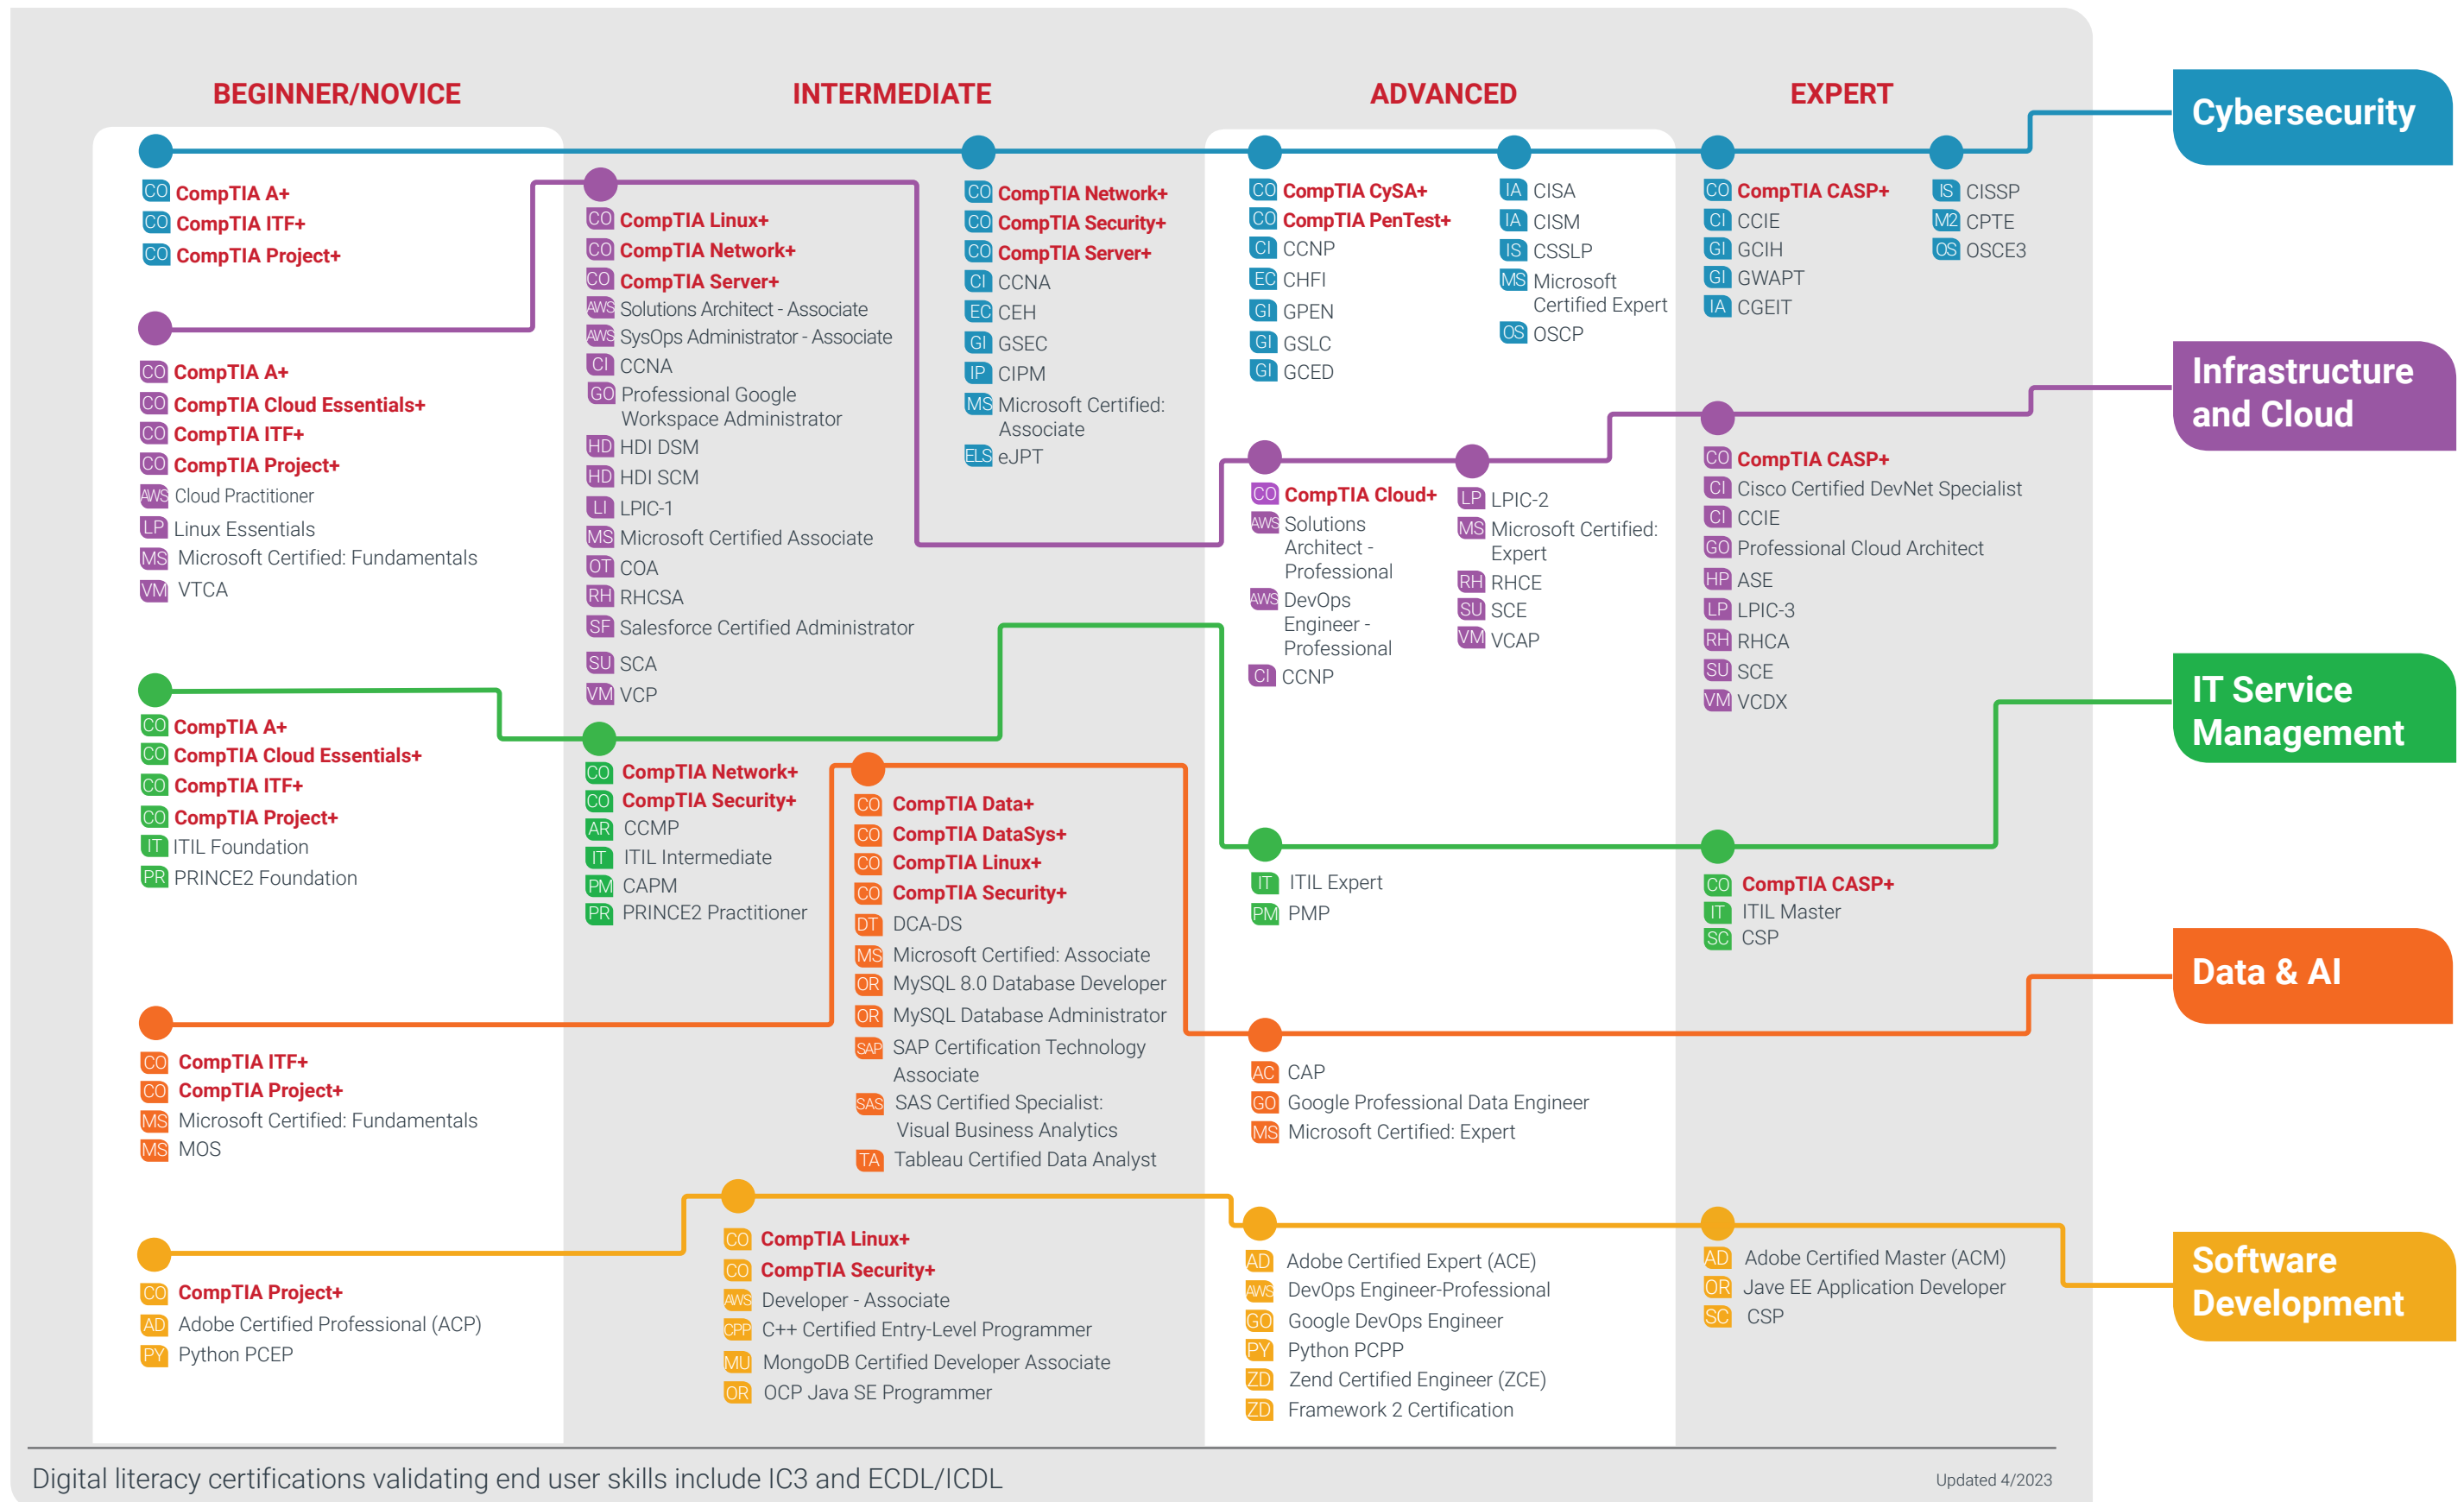 BEGINNER/NOVICE
INTERMEDIATE
ADVANCED
EXPERT
Cybersecurity
CO CompTIA A+
CO CompTIA ITF+
CO CompTIA Project+
CO CompTIA Network+
CO CompTIA Security+
CO CompTIA Server+
CI CCNA
EC CEH
GI GSEC
IP CIPM
MS Microsoft Certified:
Associate
ELS eJPT
CO CompTIA CySA+
CO CompTIA PenTest+
CI CCNP
EC CHFI
GI GPEN
GI GSLC
GI GCED
IA CISA
IA CISM
IS CSSLP
MS Microsoft
Certified Expert
OS OSCP
CO CompTIA CASP+
CI CCIE
GI GCIH
GI GWAPT
IA CGEIT
IS CISSP
M2 CPTE
OS OSCE3
Infrastructure
and Cloud
CO CompTIA A+
CO CompTIA Cloud Essentials+
CO CompTIA ITF+
CO CompTIA Project+
AWS Cloud Practitioner
LP Linux Essentials
MS Microsoft Certified: Fundamentals
VM VTCA
CO CompTIA Linux+
CO CompTIA Network+
CO CompTIA Server+
AWS Solutions Architect - Associate
AWS SysOps Administrator - Associate
CI CCNA
GO Professional Google
Workspace Administrator
HD HDI DSM
HD HDI SCM
LI LPIC-1
MS Microsoft Certified Associate
OT COA
RH RHCSA
SF Salesforce Certified Administrator
SU SCA
VM VCP
CO CompTIA Cloud+
AWS Solutions
Architect -
Professional
AWS DevOps
Engineer -
Professional
CI CCNP
LP LPIC-2
MS Microsoft Certified:
Expert
RH RHCE
SU SCE
VM VCAP
CO CompTIA CASP+
CI Cisco Certified DevNet Specialist
CI CCIE
GO Professional Cloud Architect
HP ASE
LP LPIC-3
RH RHCA
SU SCE
VM VCDX
IT Service
Management
CO CompTIA A+
CO CompTIA Cloud Essentials+
CO CompTIA ITF+
CO CompTIA Project+
IT ITIL Foundation
PR PRINCE2 Foundation
CO CompTIA Network+
CO CompTIA Security+
AR CCMP
IT ITIL Intermediate
PM CAPM
PR PRINCE2 Practitioner
IT ITIL Expert
PM PMP
CO CompTIA CASP+
IT ITIL Master
SC CSP
Data & AI
CO CompTIA ITF+
CO CompTIA Project+
MS Microsoft Certified: Fundamentals
MS MOS
CO CompTIA Data+
CO CompTIA DataSys+
CO CompTIA Linux+
CO CompTIA Security+
DT DCA-DS
MS Microsoft Certified: Associate
OR MySQL 8.0 Database Developer
OR MySQL Database Administrator
SAP SAP Certification Technology
Associate
SAS SAS Certified Specialist:
Visual Business Analytics
TA Tableau Certified Data Analyst
AC CAP
GO Google Professional Data Engineer
MS Microsoft Certified: Expert
Software
Development
CO CompTIA Project+
AD Adobe Certified Professional (ACP)
PY Python PCEP
CO CompTIA Linux+
CO CompTIA Security+
AWS Developer - Associate
CPP C++ Certified Entry-Level Programmer
MU MongoDB Certified Developer Associate
OR OCP Java SE Programmer
AD Adobe Certified Expert (ACE)
AWS DevOps Engineer-Professional
GO Google DevOps Engineer
PY Python PCPP
ZD Zend Certified Engineer (ZCE)
ZD Framework 2 Certification
AD Adobe Certified Master (ACM)
OR Jave EE Application Developer
SC CSP
Digital literacy certifications validating end user skills include IC3 and ECDL/ICDL
Updated 4/2023